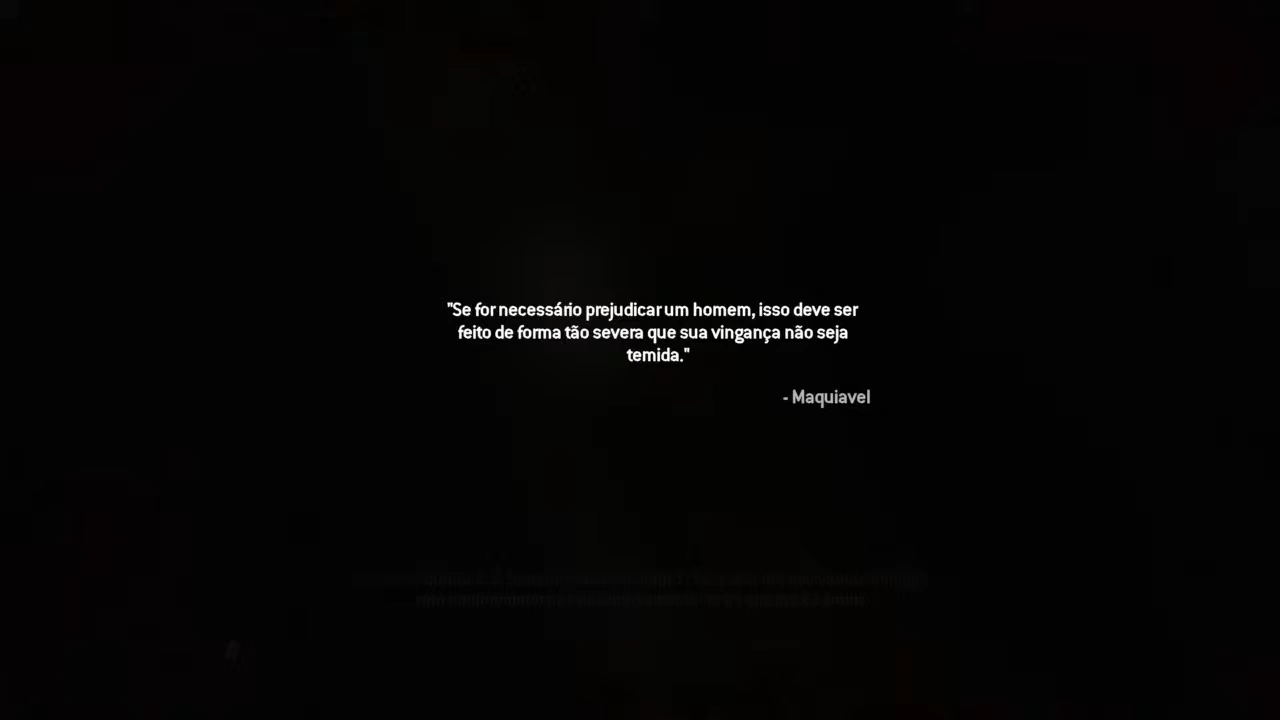 "Se for necessário prejudicar um homem, isso deve ser
feito de forma tão severa que sua vingança não seja
temida."
- Maquiavel